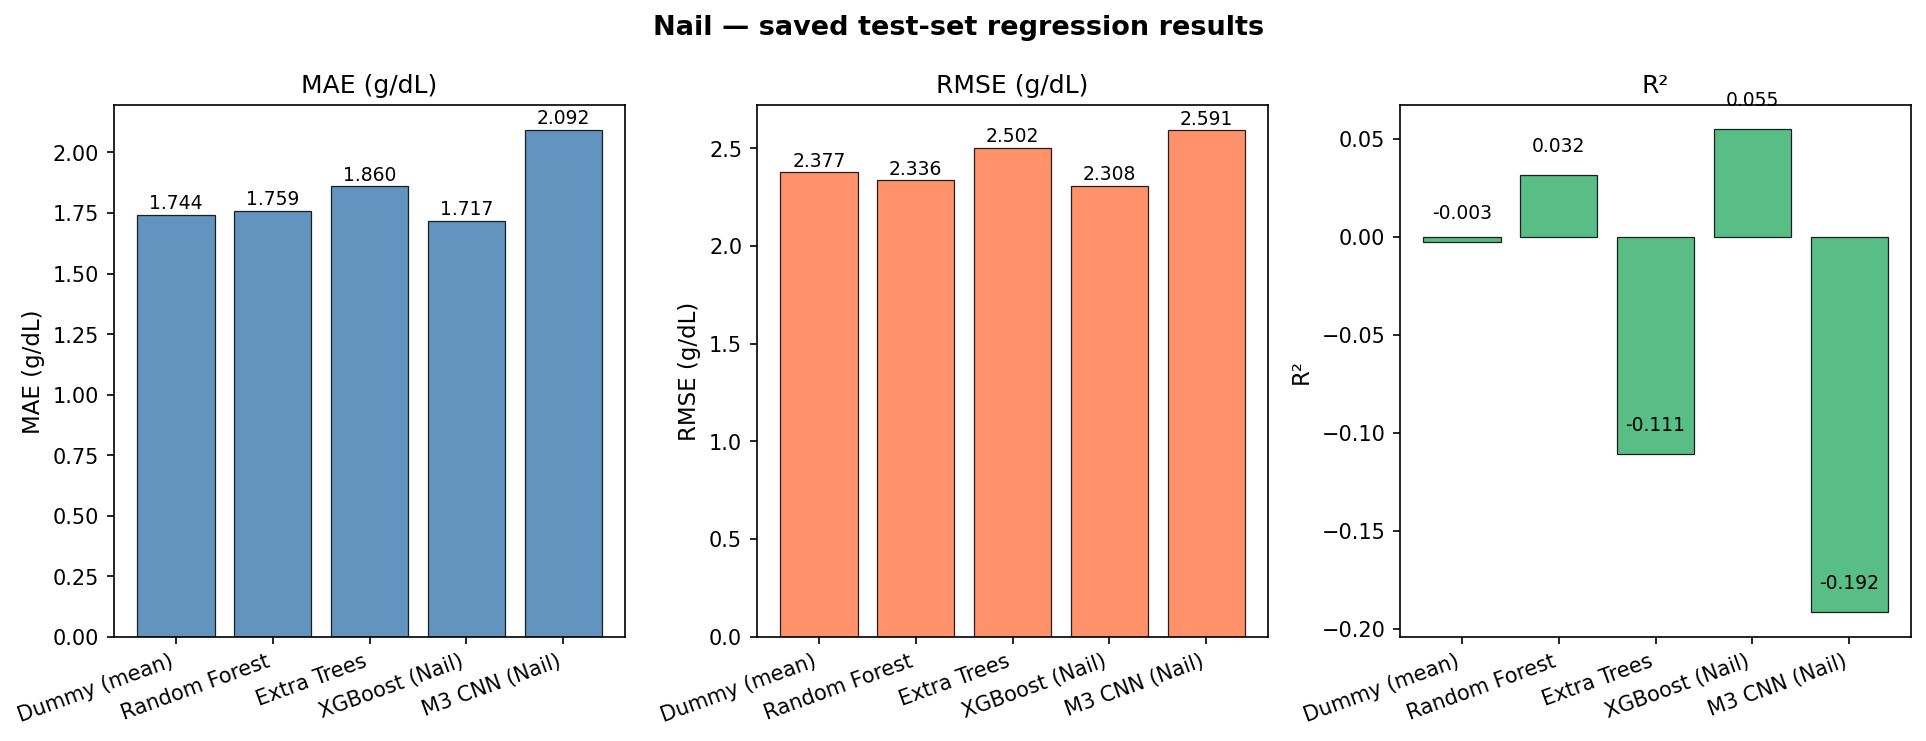 Nail — saved test-set regression results
MAE (g/dL)
MAE (g/dL)
2.00
1.75
1.50
1.25
1.00
0.75
0.50
0.25
0.00
1.744
1.759
1.860
1.717
2.092
Dummy (mean)
Random Forest
Extra Trees
XGBoost (Nail)
M3 CNN (Nail)
RMSE (g/dL)
RMSE (g/dL)
2.5
2.0
1.5
1.0
0.5
0.0
2.377
2.336
2.502
2.308
2.591
Dummy (mean)
Random Forest
Extra Trees
XGBoost (Nail)
M3 CNN (Nail)
R²
R²
0.05
0.00
−0.05
−0.10
−0.15
−0.20
-0.003
0.032
-0.111
0.055
-0.192
Dummy (mean)
Random Forest
Extra Trees
XGBoost (Nail)
M3 CNN (Nail)